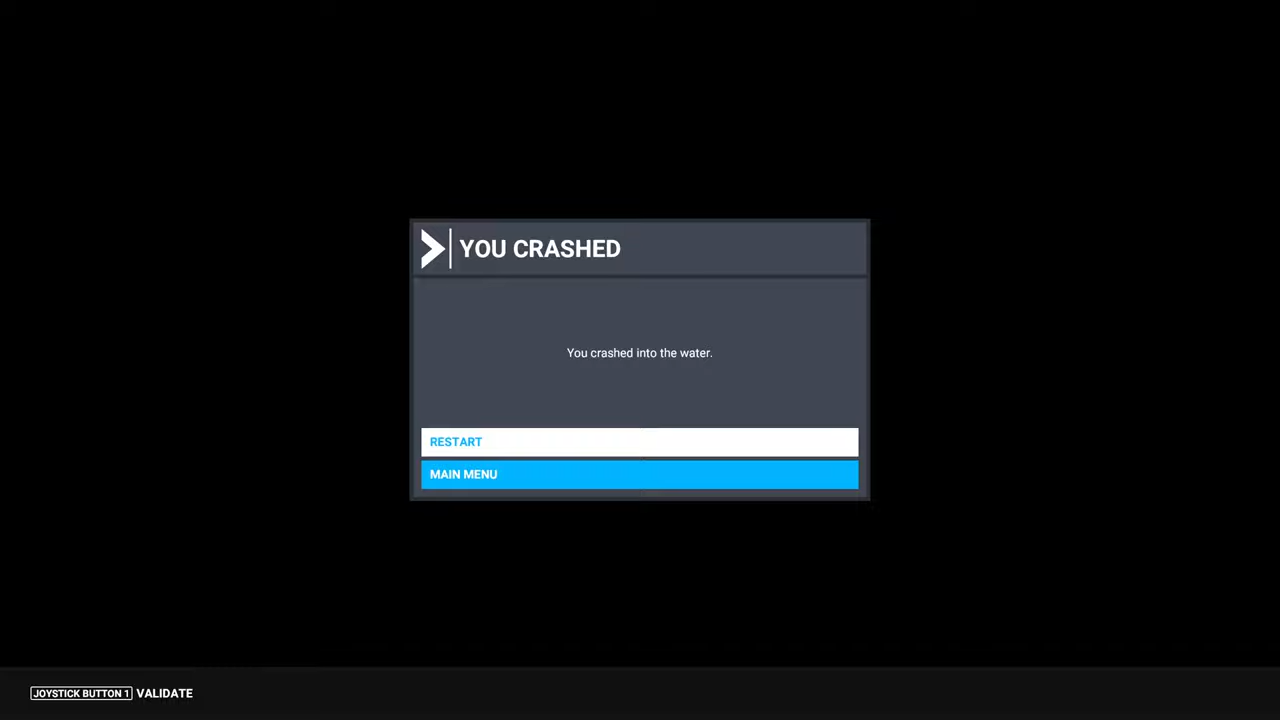 YOU CRASHED
You crashed into the water.
RESTART
MAIN MENU
JOYSTICK BUTTON 1 VALIDATE